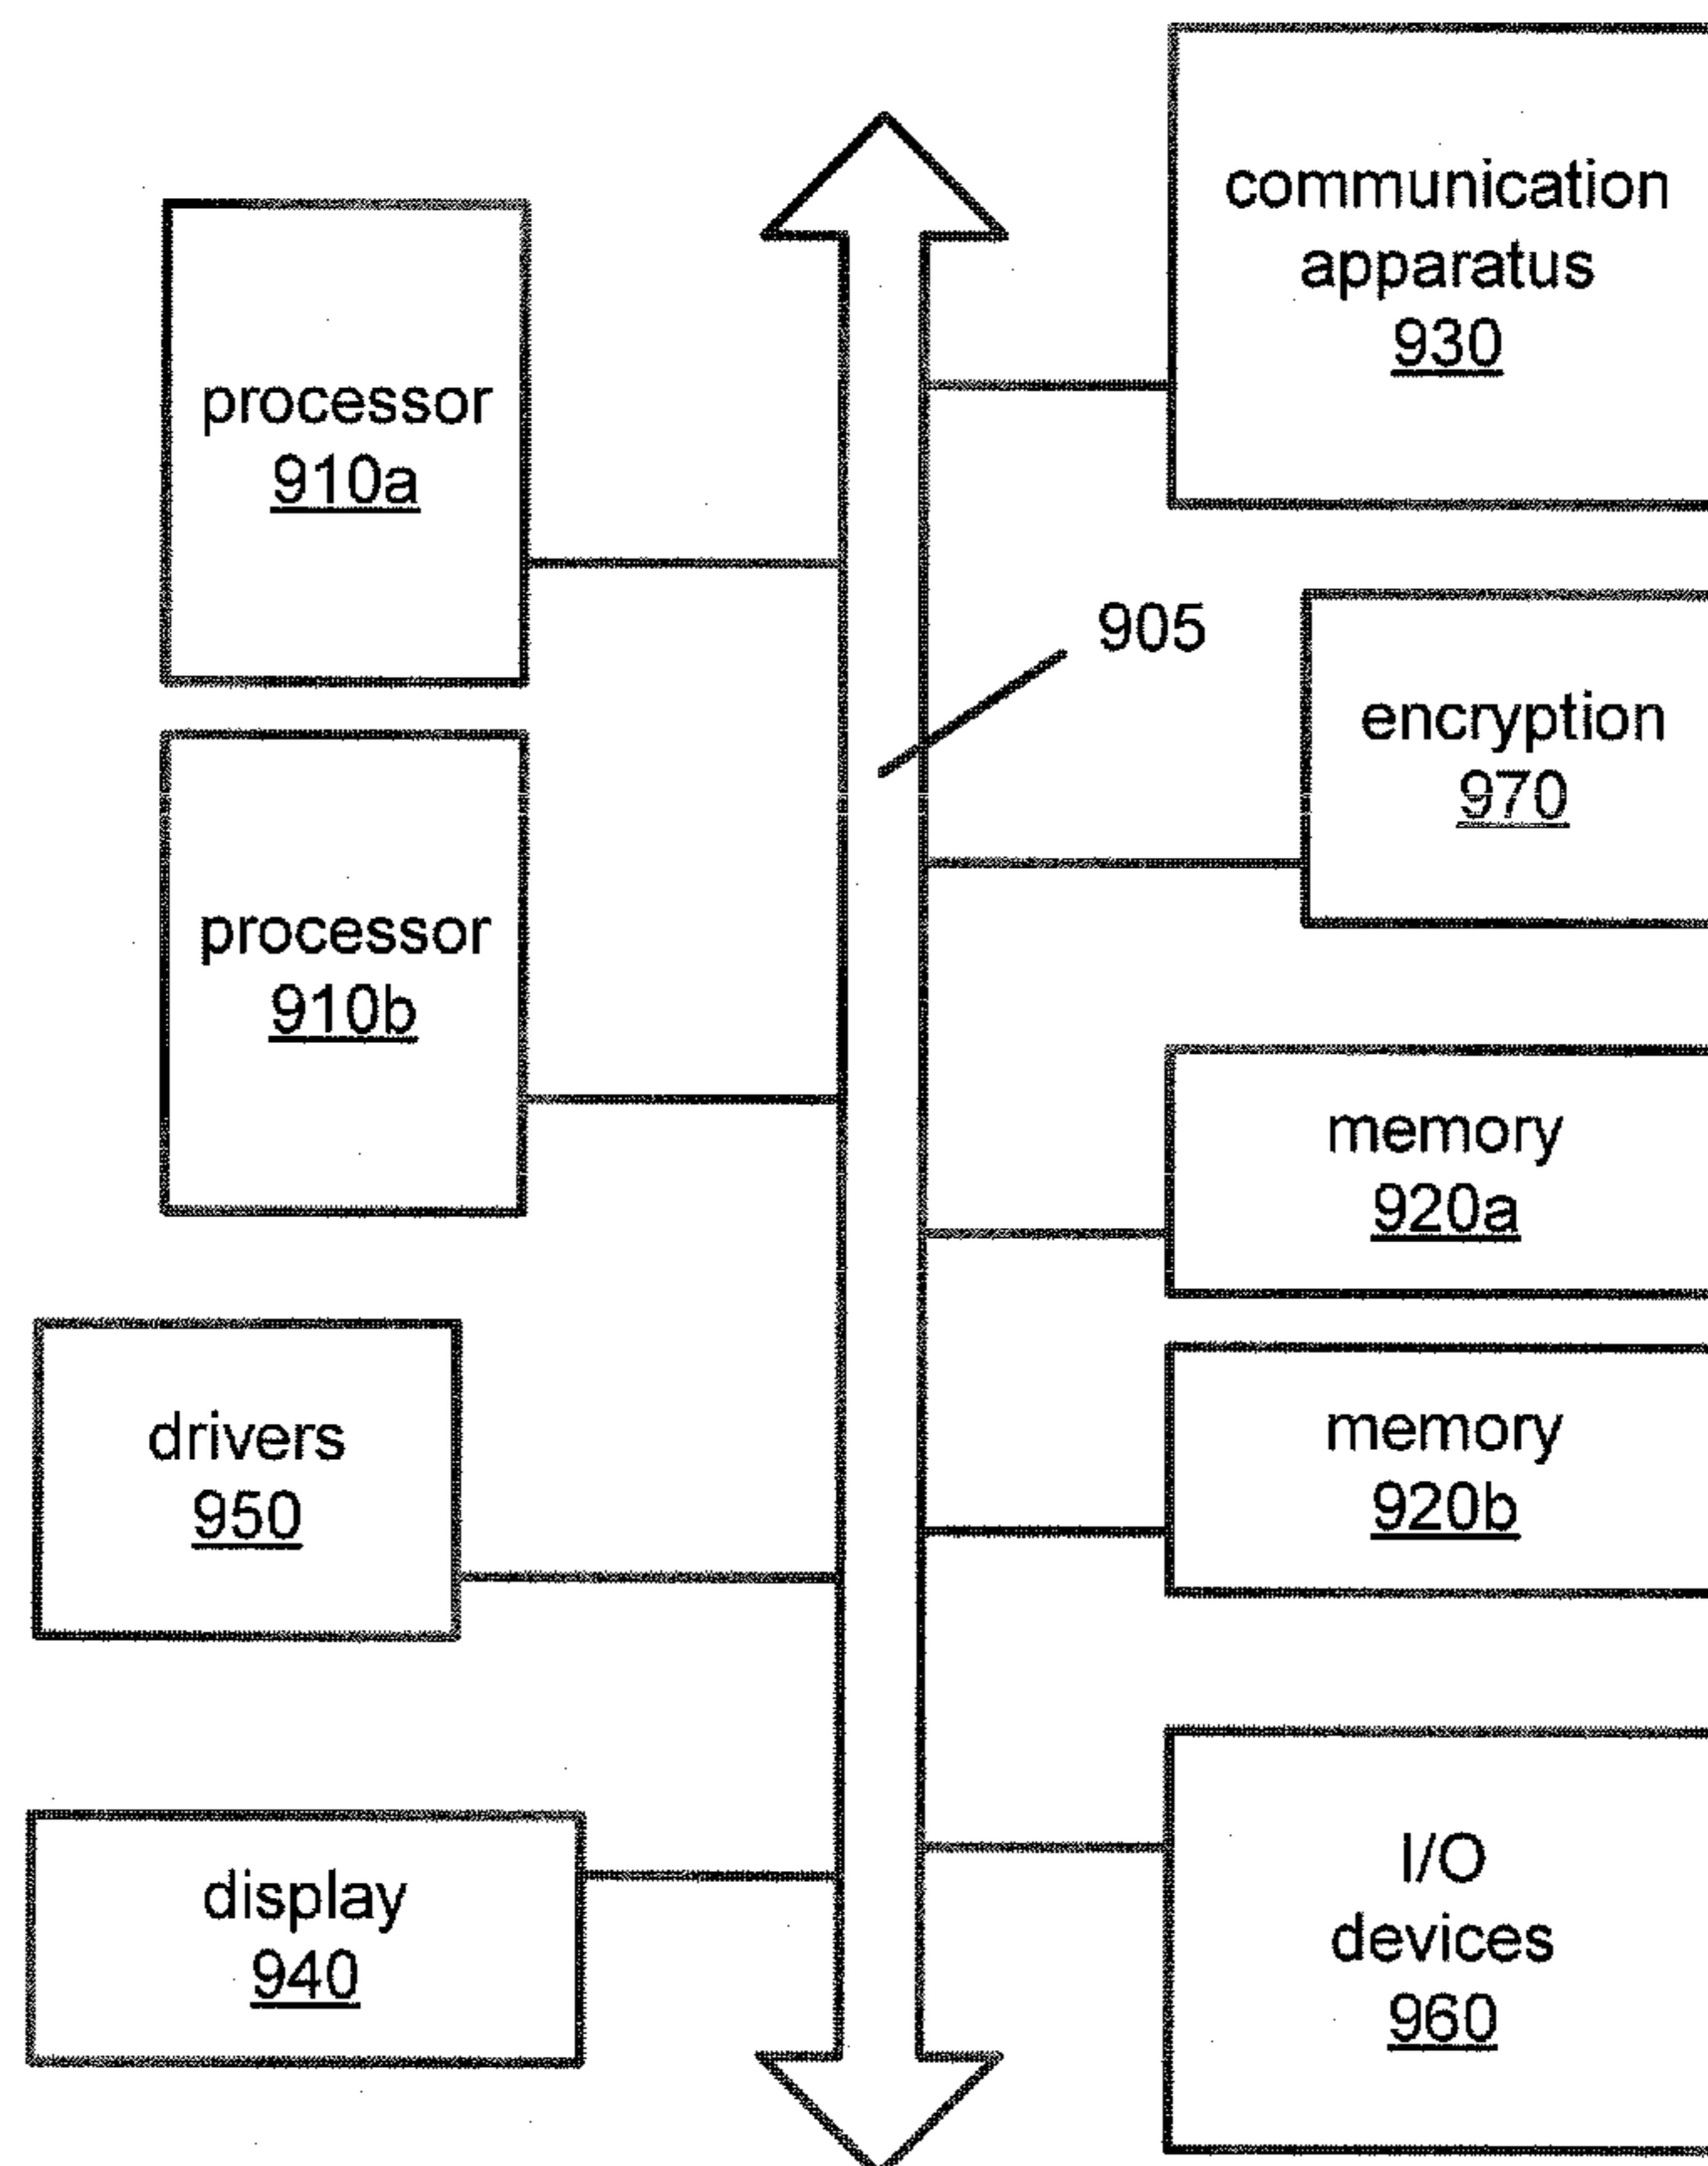 processor
910a
processor
910b
drivers
950
display
940
905
communication
apparatus
930
encryption
970
memory
920a
memory
920b
I/O
devices
960